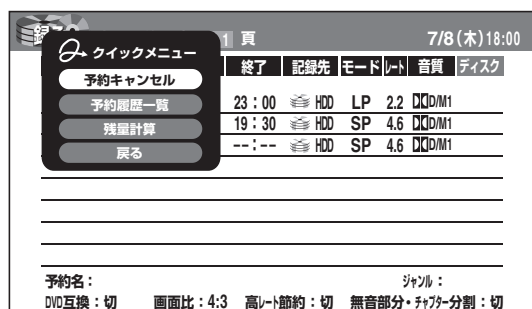 録
1 頁 7/8(木)18:00
クイックメニュー
予約キャンセル
予約履歴一覧
残量計算
戻る
終了 記録先 モード ﾚｰﾄ 音質 ディスク
23:00 HDD LP 2.2 DD/M1
19:30 HDD SP 4.6 DD/M1
--:-- HDD SP 4.6 DD/M1
予約名: ｼﾞｬﾝﾙ:
DVD互換:切 画面比:4:3 高ﾚｰﾄ節約:切 無音部分・ﾁｬﾌﾟﾀｰ分割:切